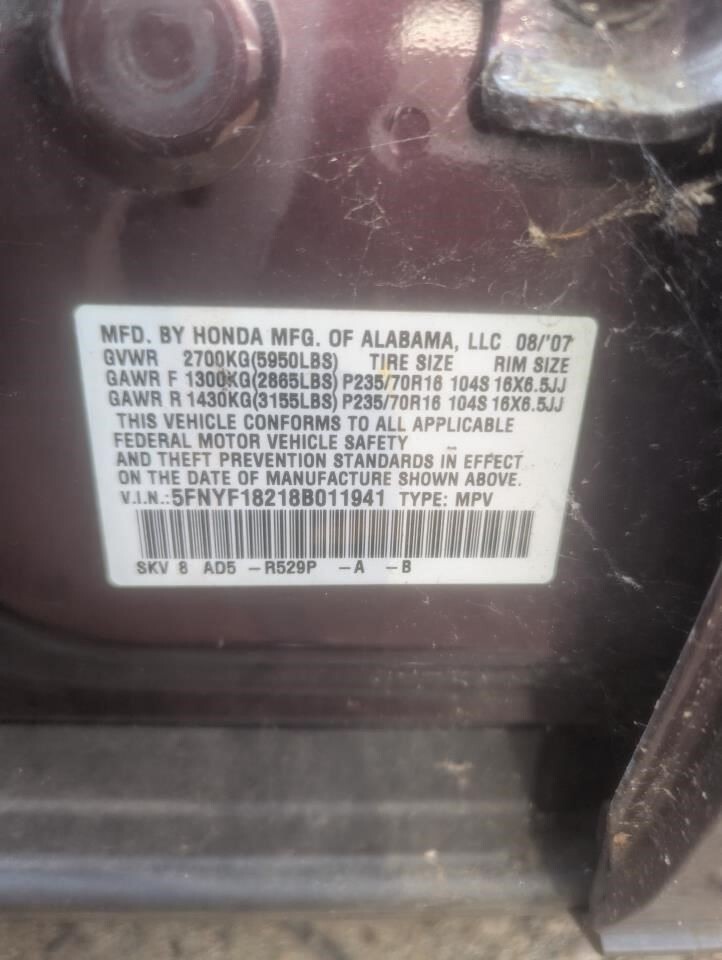 MFD. BY HONDA MFG. OF ALABAMA, LLC 08/'07
GVWR 2700KG(5950LBS) TIRE SIZE RIM SIZE
GAWR F 1300KG(2865LBS) P235/70R16 104S 16X6.5JJ
GAWR R 1430KG(3155LBS) P235/70R16 104S 16X6.5JJ
THIS VEHICLE CONFORMS TO ALL APPLICABLE
FEDERAL MOTOR VEHICLE SAFETY
AND THEFT PREVENTION STANDARDS IN EFFECT
ON THE DATE OF MANUFACTURE SHOWN ABOVE.
V.I.N.:5FNYF18218B011941 TYPE: MPV
SKV 8 AD5 -R529P -A -B